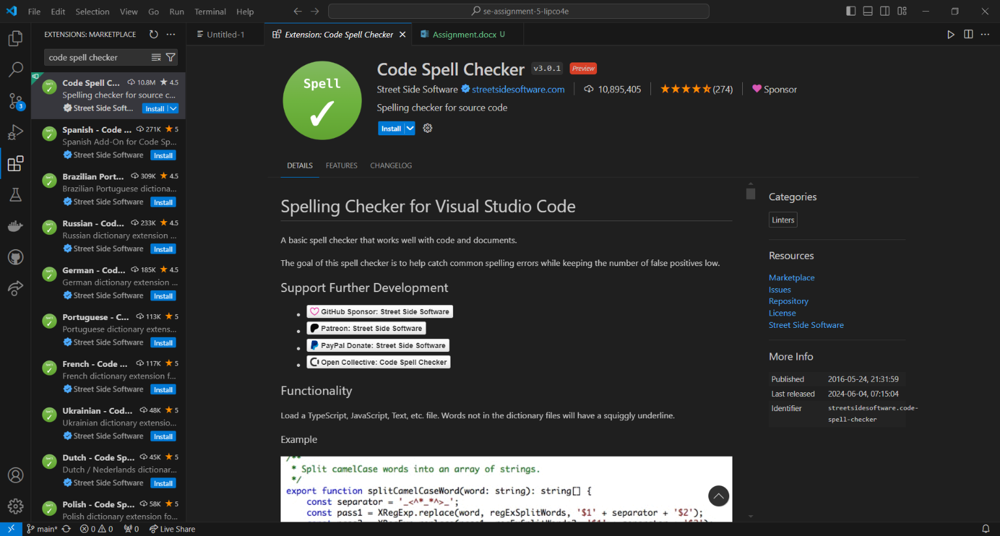 File Edit Selection View Go Run Terminal Help
se-assignment-5-lipco4e
EXTENSIONS: MARKETPLACE
Untitled-1
Extension: Code Spell Checker
Assignment.docx U
code spell checker
Code Spell C... 10.8M 4.5
Spelling checker for source c...
Street Side Soft... Install
Spanish - Code ... 271K 5
Spanish Add-On for Code Sp...
Street Side Software Install
Brazilian Port... 309K 4.5
Brazilian Portuguese dictiona...
Street Side Software Install
Russian - Cod... 233K 4.5
Russian dictionary extension ...
Street Side Software Install
German - Cod... 185K 4.5
German dictionary extension ...
Street Side Software Install
Portuguese - C... 113K 5
Portuguese dictionary extens...
Street Side Software Install
French - Code ... 117K 5
French dictionary extension f...
Street Side Software Install
Ukrainian - Cod... 48K 5
Ukranian dictionary extensio...
Street Side Software Install
Dutch - Code Sp... 45K 5
Dutch / Nederlands dictionar...
Street Side Software Install
Polish - Code Sp... 58K 5
Polish dictionary extension fo...
3
Spell
Code Spell Checker v3.0.1 Preview
Street Side Software streetsidesoftware.com 10,895,405 (274) Sponsor
Spelling checker for source code
Install
DETAILS FEATURES CHANGELOG
Spelling Checker for Visual Studio Code
A basic spell checker that works well with code and documents.
The goal of this spell checker is to help catch common spelling errors while keeping the number of false positives low.
Support Further Development
GitHub Sponsor: Street Side Software
Patreon: Street Side Software
PayPal Donate: Street Side Software
Open Collective: Code Spell Checker
Functionality
Load a TypeScript, JavaScript, Text, etc. file. Words not in the dictionary files will have a squiggly underline.
Example
/**
* Split camelCase words into an array of strings.
*/
export function splitCamelCaseWord(word: string): string[] {
const separator = '_<^*_*^>_';
const pass1 = XRegExp.replace(word, regExSplitWords, '$1' + separator + '$2');
Categories
Linters
Resources
Marketplace
Issues
Repository
License
Street Side Software
More Info
Published 2016-05-24, 21:31:59
Last released 2024-06-04, 07:15:04
Identifier streetsidesoftware.code-
spell-checker
main* 0 0 0 Live Share